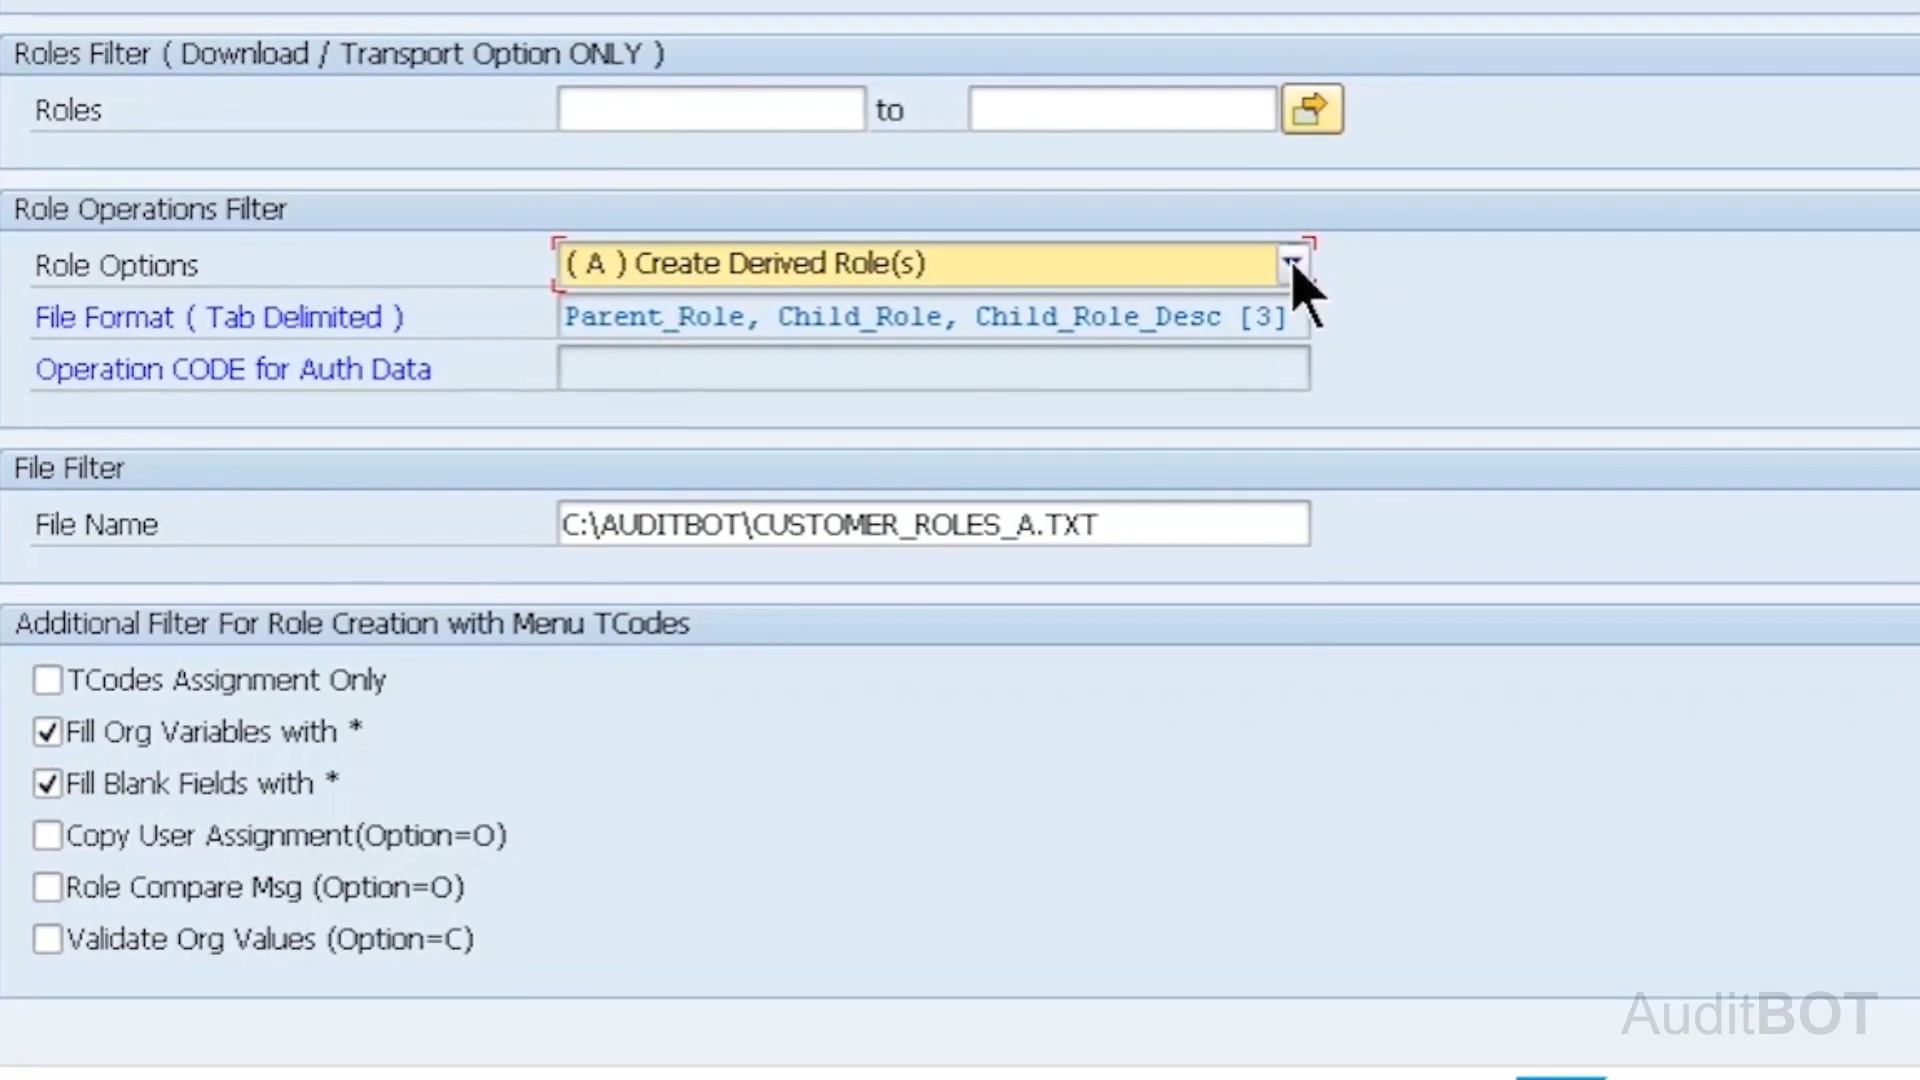 Roles Filter ( Download / Transport Option ONLY )
Roles to
Role Operations Filter
Role Options ( A ) Create Derived Role(s)
File Format ( Tab Delimited ) Parent_Role, Child_Role, Child_Role_Desc [3]
Operation CODE for Auth Data
File Filter
File Name C:\AUDITBOT\CUSTOMER_ROLES_A.TXT
Additional Filter For Role Creation with Menu TCodes
TCodes Assignment Only
Fill Org Variables with *
Fill Blank Fields with *
Copy User Assignment(Option=O)
Role Compare Msg (Option=O)
Validate Org Values (Option=C)
AuditBOT